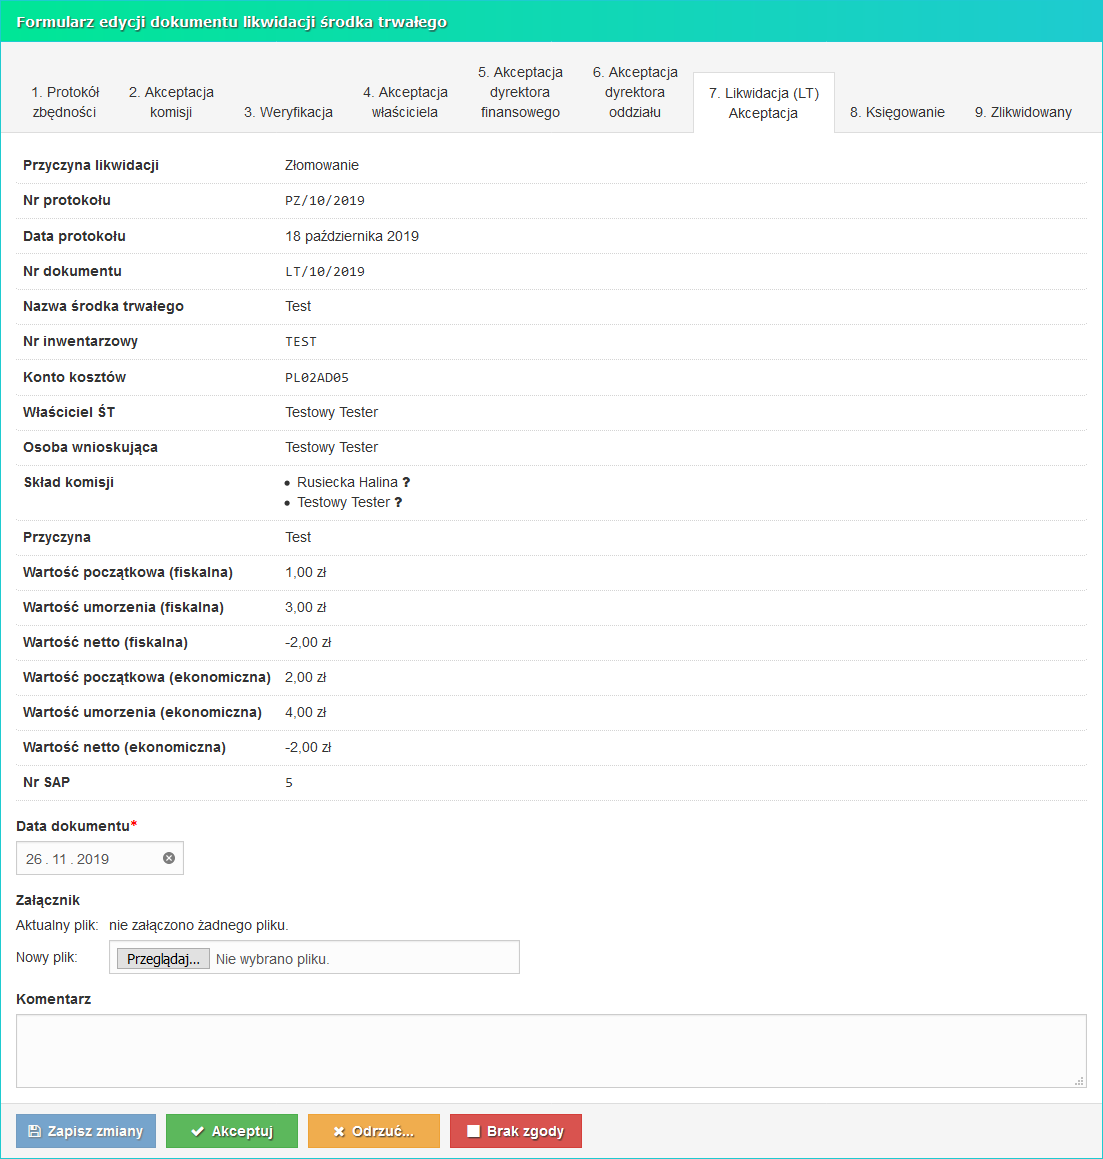 Formularz edycji dokumentu likwidacji środka trwałego
1. Protokół
zbędności
2. Akceptacja
komisji
3. Weryfikacja
4. Akceptacja
właściciela
5. Akceptacja
dyrektora
finansowego
6. Akceptacja
dyrektora
oddziału
7. Likwidacja (LT)
Akceptacja
8. Księgowanie
9. Zlikwidowany
Przyczyna likwidacji Złomowanie
Nr protokołu PZ/10/2019
Data protokołu 18 października 2019
Nr dokumentu LT/10/2019
Nazwa środka trwałego Test
Nr inwentarzowy TEST
Konto kosztów PL02AD05
Właściciel ŚT Testowy Tester
Osoba wnioskująca Testowy Tester
Skład komisji • Rusiecka Halina ?
• Testowy Tester ?
Przyczyna Test
Wartość początkowa (fiskalna) 1,00 zł
Wartość umorzenia (fiskalna) 3,00 zł
Wartość netto (fiskalna) -2,00 zł
Wartość początkowa (ekonomiczna) 2,00 zł
Wartość umorzenia (ekonomiczna) 4,00 zł
Wartość netto (ekonomiczna) -2,00 zł
Nr SAP 5
Data dokumentu*
26 . 11 . 2019
Załącznik
Aktualny plik: nie załączono żadnego pliku.
Nowy plik: Przeglądaj... Nie wybrano pliku.
Komentarz
Zapisz zmiany Akceptuj Odrzuć... Brak zgody